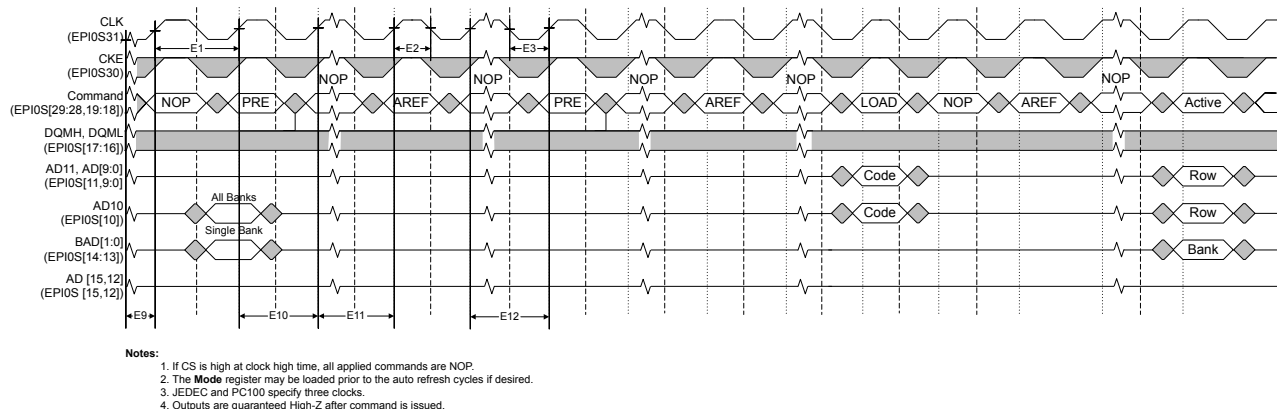 CLK
(EPI0S31)
E1
E2
E3
CKE
(EPI0S30)
NOP
NOP
NOP
NOP
NOP
Command
(EPI0S[29:28,19:18])
NOP
PRE
AREF
PRE
AREF
LOAD
NOP
AREF
Active
DQMH, DQML
(EPI0S[17:16])
AD11, AD[9:0]
(EPI0S[11,9:0])
Code
Row
All Banks
AD10
(EPI0S[10])
Code
Row
Single Bank
BAD[1:0]
(EPI0S[14:13])
Bank
AD [15,12]
(EPI0S [15,12])
E9
E10
E11
E12
Notes:
1. If CS is high at clock high time, all applied commands are NOP.
2. The Mode register may be loaded prior to the auto refresh cycles if desired.
3. JEDEC and PC100 specify three clocks.
4. Outputs are guaranteed High-Z after command is issued.